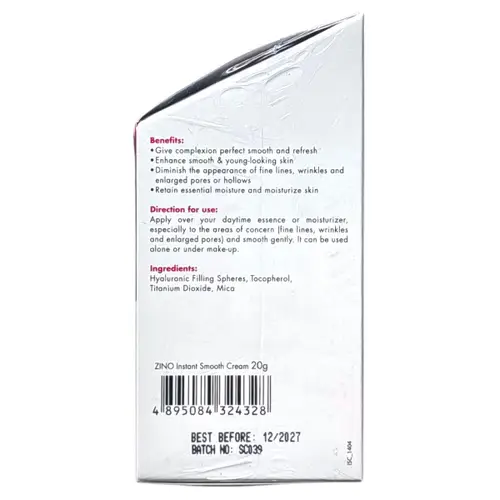 Benefits:
•Give complexion perfect smooth and refresh
•Enhance smooth & young-looking skin
•Diminish the appearance of fine lines, wrinkles and
enlarged pores or hollows
•Retain essential moisture and moisturize skin
Direction for use:
Apply over your daytime essence or moisturizer,
especially to the areas of concern (fine lines, wrinkles
and enlarged pores) and smooth gently. It can be used
alone or under make-up.
Ingredients:
Hyaluronic Filling Spheres, Tocopherol,
Titanium Dioxide, Mica
ZINO Instant Smooth Cream 20g
4 895084 324328
BEST BEFORE: 12/2027
BATCH NO: SC039
ISC_1404